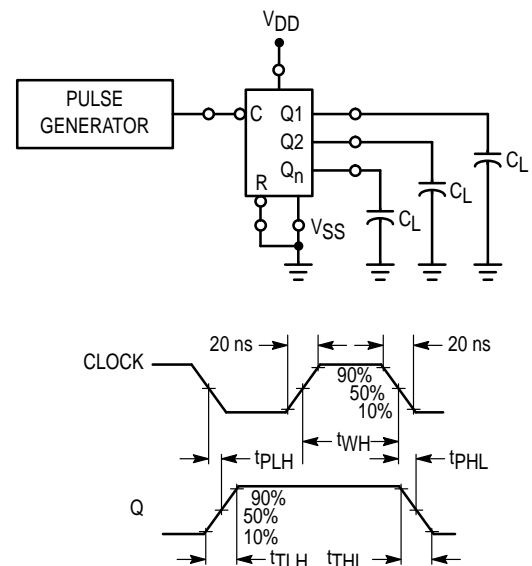 VDD
PULSE
GENERATOR
C
Q1
Q2
Qn
R
VSS
CL
CL
CL
20 ns
20 ns
CLOCK
90%
50%
10%
tWH
tPLH
tPHL
Q
90%
50%
10%
tTLH
tTHL